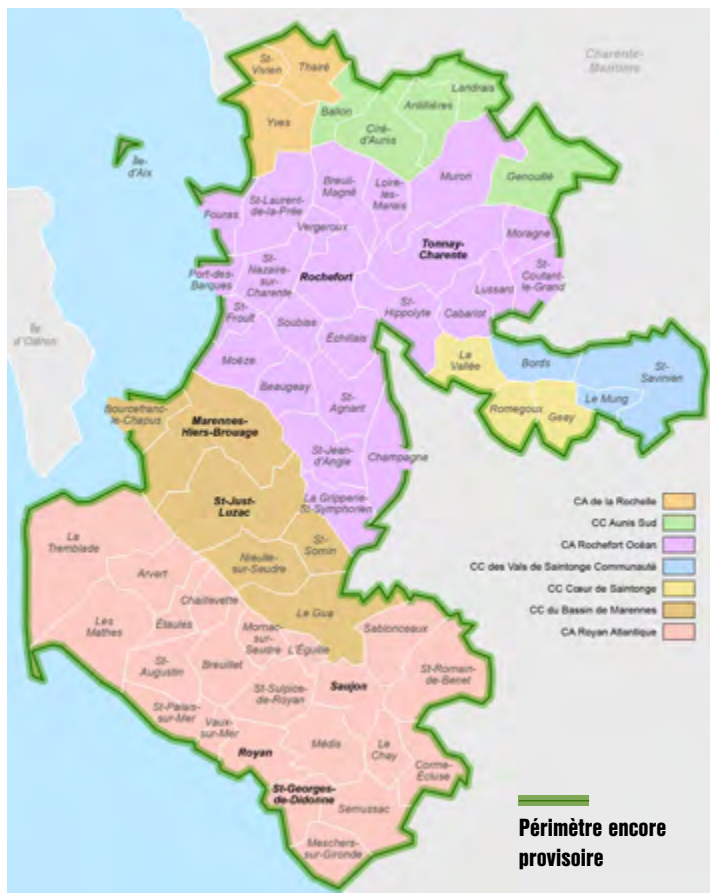 Charente-
Maritime
St-
Vivien
Thairé
Yves
Ballon
Ciré-
d'Aunis
Ardillières
Landrais
Genouillé
Île-
d'Aix
Fouras
St-Laurent-
de-la-Prée
Breuil-
Magné
Loire-
les-
Marais
Muron
Vergeroux
Tonnay-
Charente
Moragne
St-
Coutant-
le-Grand
Port-des-
Barques
St-
Nazaire-
sur-
Charente
Rochefort
Lussant
St-
Hippolyte
Cabariot
St-
Froult
Soubise
Échillais
Île
d'Oléron
Moëze
Beaugeay
St-
Agnant
La
Vallée
Bords
St-
Savinien
Le Mung
Romegoux
Geay
Bourcefranc-
le-Chapus
Marennes-
Hiers-Brouage
St-Jean-
d'Angle
Champagne
St-Just-
Luzac
La Gripperie-
St-Symphorien
La
Tremblade
Arvert
Nieulle-
sur-Seudre
St-
Sornin
Chaillevette
Le Gua
Les
Mathes
Étaules
Mornac-
sur-
Seudre
L'Éguille
Sablonceaux
St-
Augustin
Breuillet
St-Sulpice-
de-Royan
Saujon
St-Romain-
de-Benet
St-Palais-
sur-Mer
Vaux-
sur-Mer
Royan
Médis
Le
Chay
Corme-
Écluse
St-Georges-
de-Didonne
Semussac
Meschers-
sur-Gironde
CA de la Rochelle
CC Aunis Sud
CA Rochefort Océan
CC des Vals de Saintonge Communauté
CC Cœur de Saintonge
CC du Bassin de Marennes
CA Royan Atlantique
Périmètre encore
provisoire